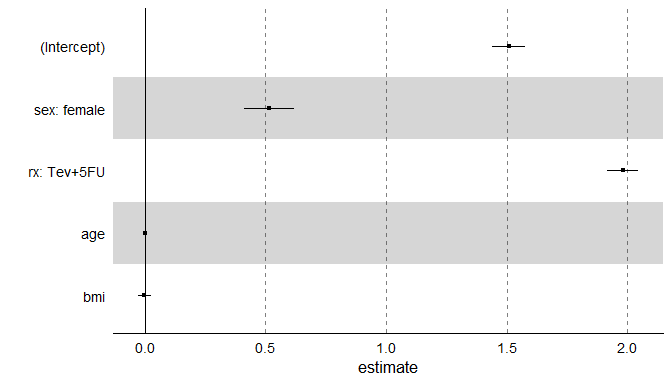 (Intercept)
sex: female
rx: Tev+5FU
age
bmi
0.0 0.5 1.0 1.5 2.0
estimate